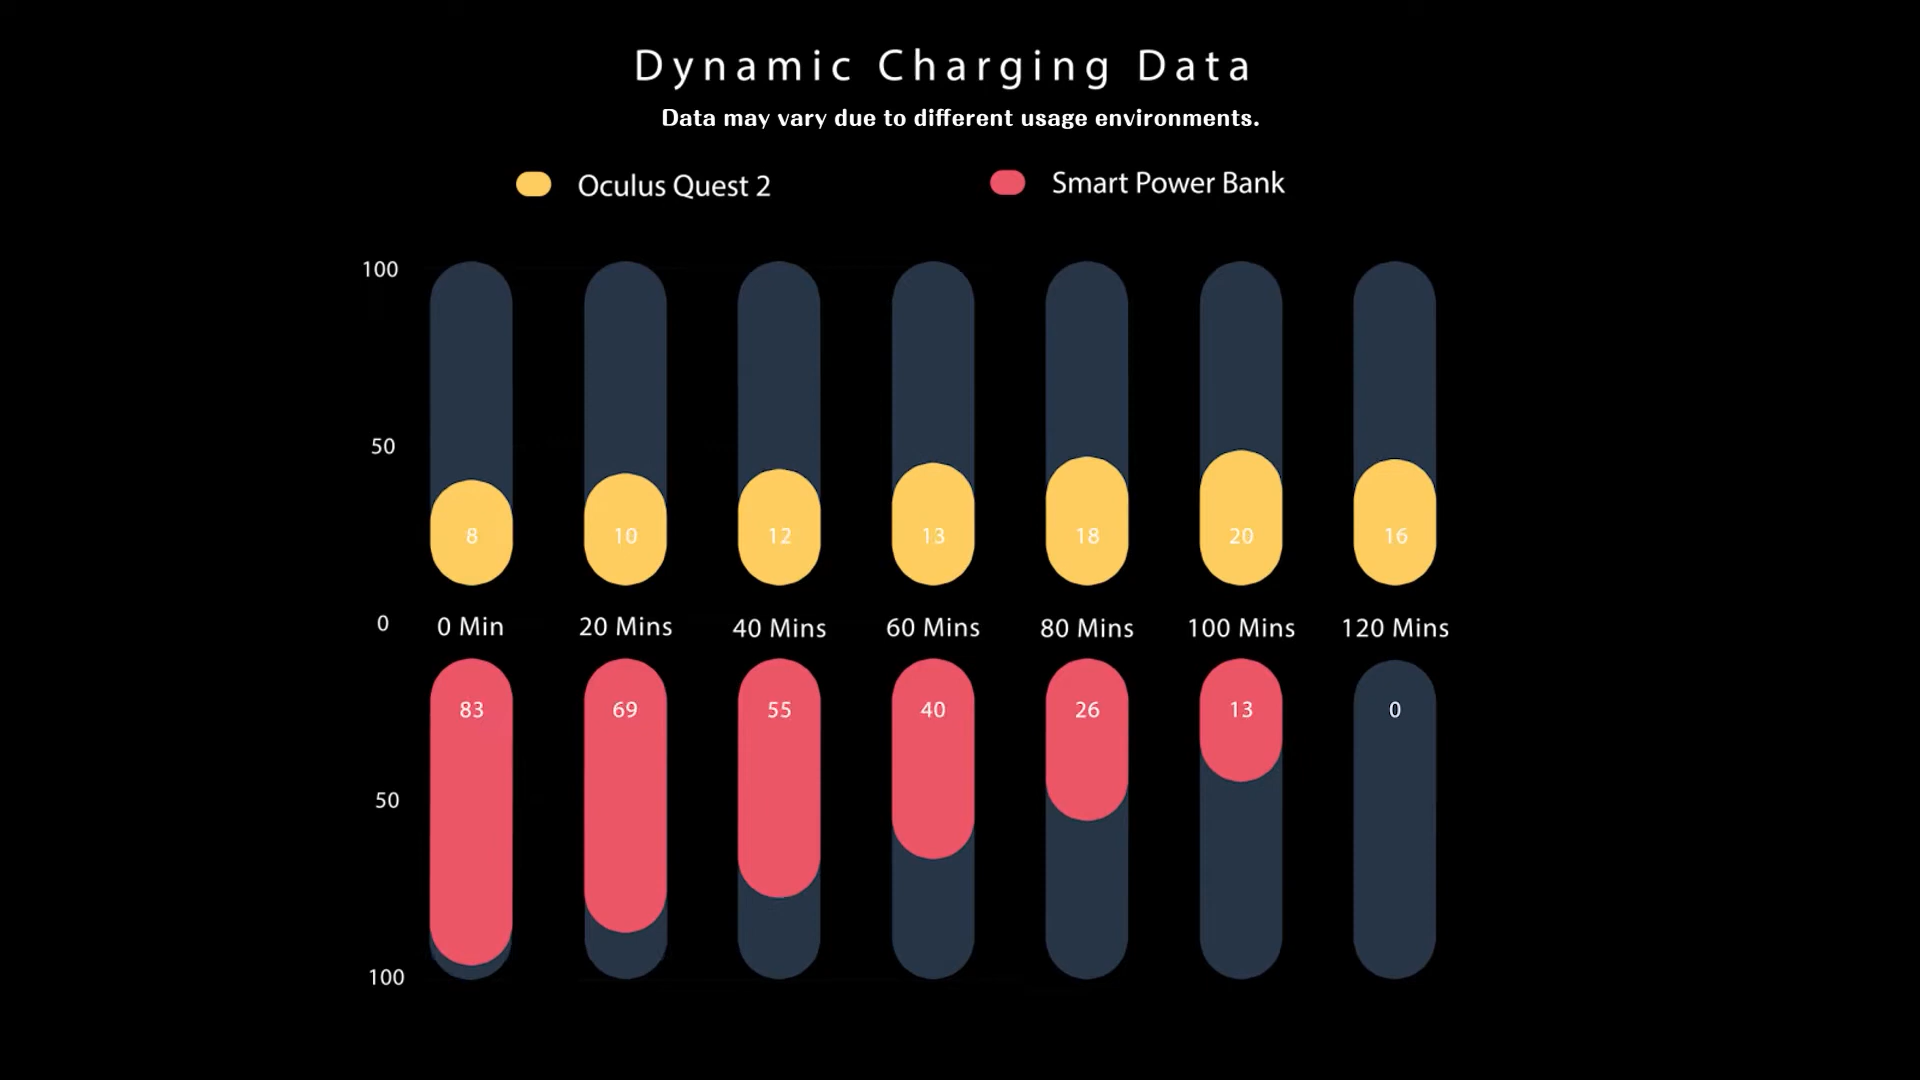 Dynamic Charging Data
Data may vary due to different usage environments.
Oculus Quest 2 Smart Power Bank
100
50
8 10 12 13 18 20 16
0 0 Min 20 Mins 40 Mins 60 Mins 80 Mins 100 Mins 120 Mins
83 69 55 40 26 13 0
50
100